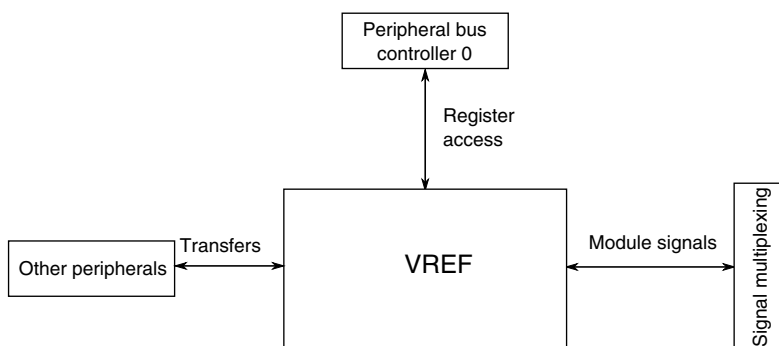 Peripheral bus
controller 0
Register
access
Other peripherals
Transfers
VREF
Module signals
Signal multiplexing